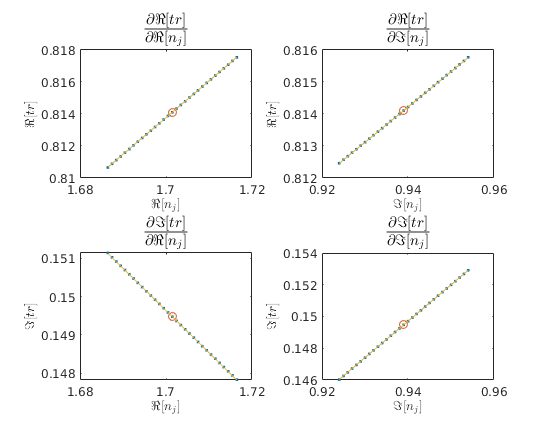 ∂ℜ[tr]
∂ℜ[n_j]
0.818
0.816
0.814
0.812
0.81
ℜ[tr]
1.68 1.7 1.72
ℜ[n_j]
∂ℜ[tr]
∂ℑ[n_j]
0.816
0.815
0.814
0.813
0.812
ℜ[tr]
0.92 0.94 0.96
ℑ[n_j]
∂ℑ[tr]
∂ℜ[n_j]
0.151
0.15
0.149
0.148
ℑ[tr]
1.68 1.7 1.72
ℜ[n_j]
∂ℑ[tr]
∂ℑ[n_j]
0.154
0.152
0.15
0.148
0.146
ℑ[tr]
0.92 0.94 0.96
ℑ[n_j]